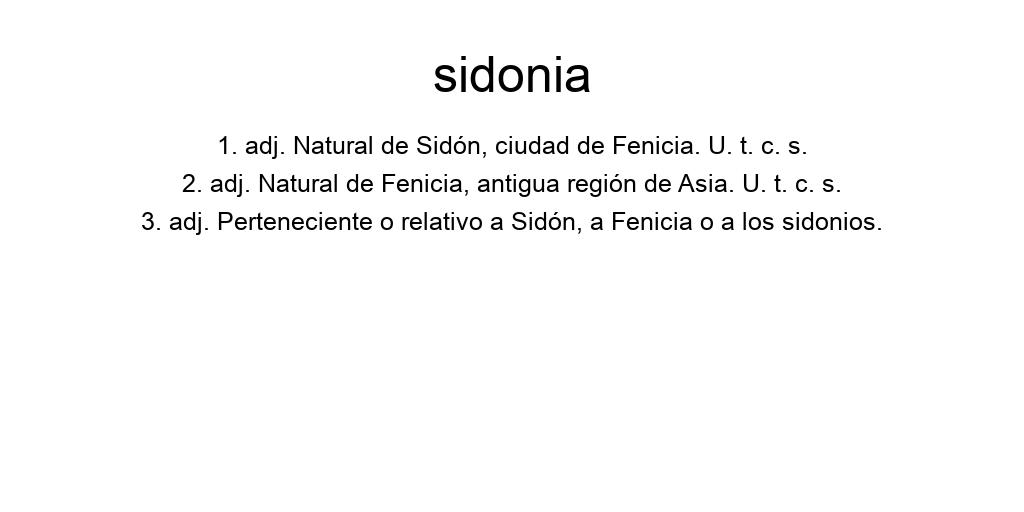 sidonia
1. adj. Natural de Sidón, ciudad de Fenicia. U. t. c. s.
2. adj. Natural de Fenicia, antigua región de Asia. U. t. c. s.
3. adj. Perteneciente o relativo a Sidón, a Fenicia o a los sidonios.